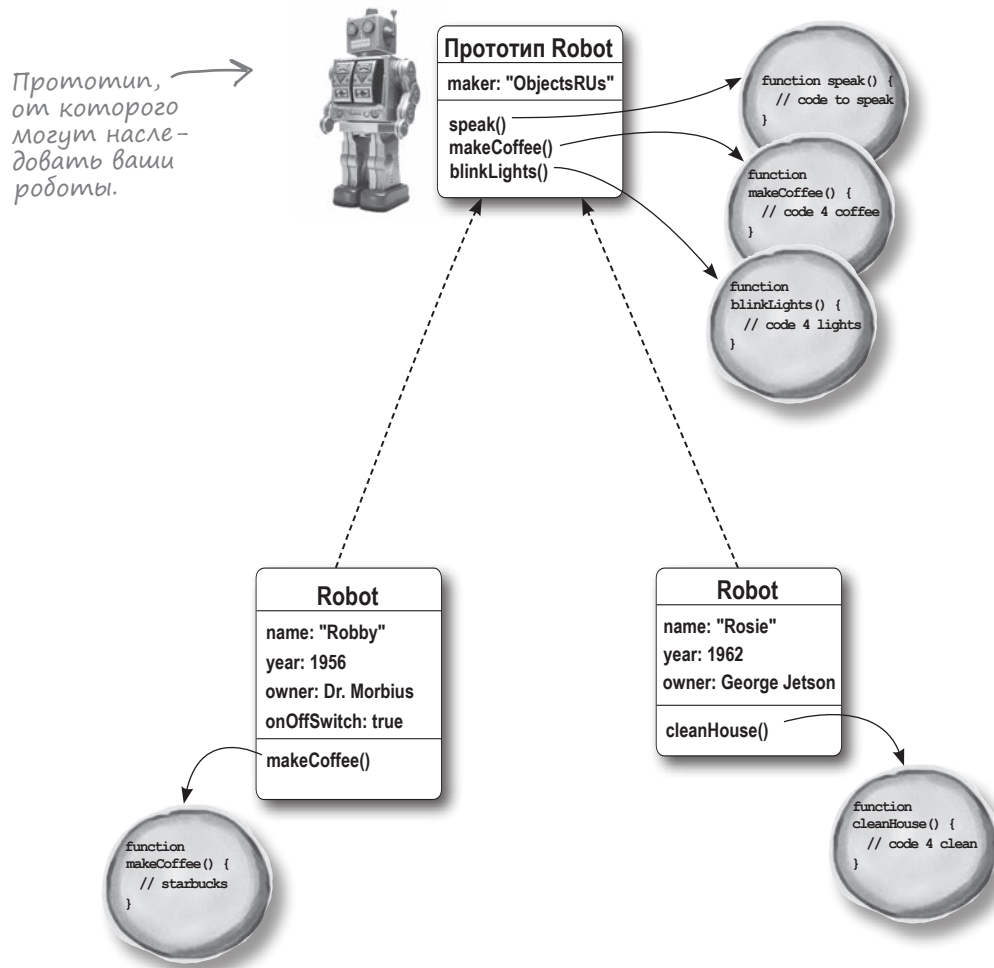 Прототип,
от которого
могут насле-
довать ваши
роботы.
Прототип Robot
maker: "ObjectsRUs"
speak()
makeCoffee()
blinkLights()
function speak() {
// code to speak
}
function
makeCoffee() {
// code 4 coffee
}
function
blinkLights() {
// code 4 lights
}
Robot
name: "Robby"
year: 1956
owner: Dr. Morbius
onOffSwitch: true
makeCoffee()
function
makeCoffee() {
// starbucks
}
Robot
name: "Rosie"
year: 1962
owner: George Jetson
cleanHouse()
function
cleanHouse() {
// code 4 clean
}